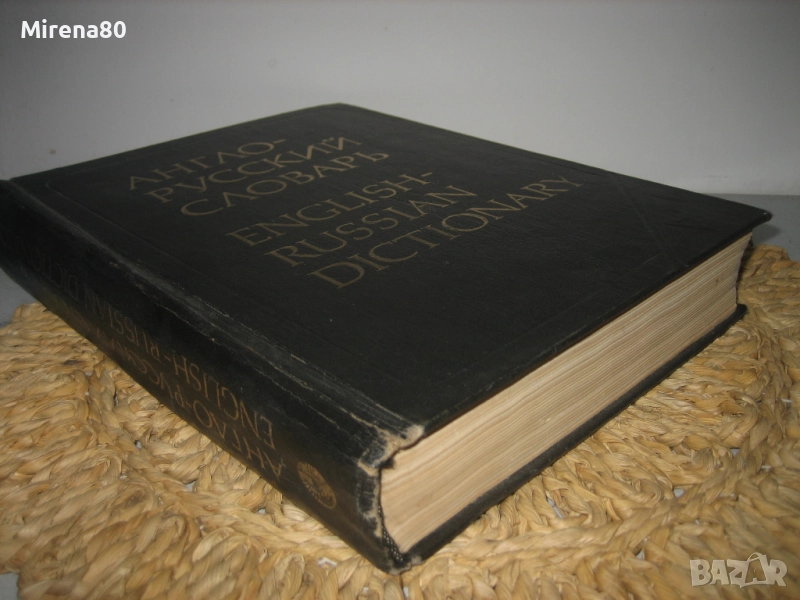 Mirena80
АНГЛО-
РУССКИЙ
СЛОВАРЬ
ENGLISH-
RUSSIAN
DICTIONARY
АНГЛО-РУССКИЙ
ENGLISH-RUSSIAN
BAZAR